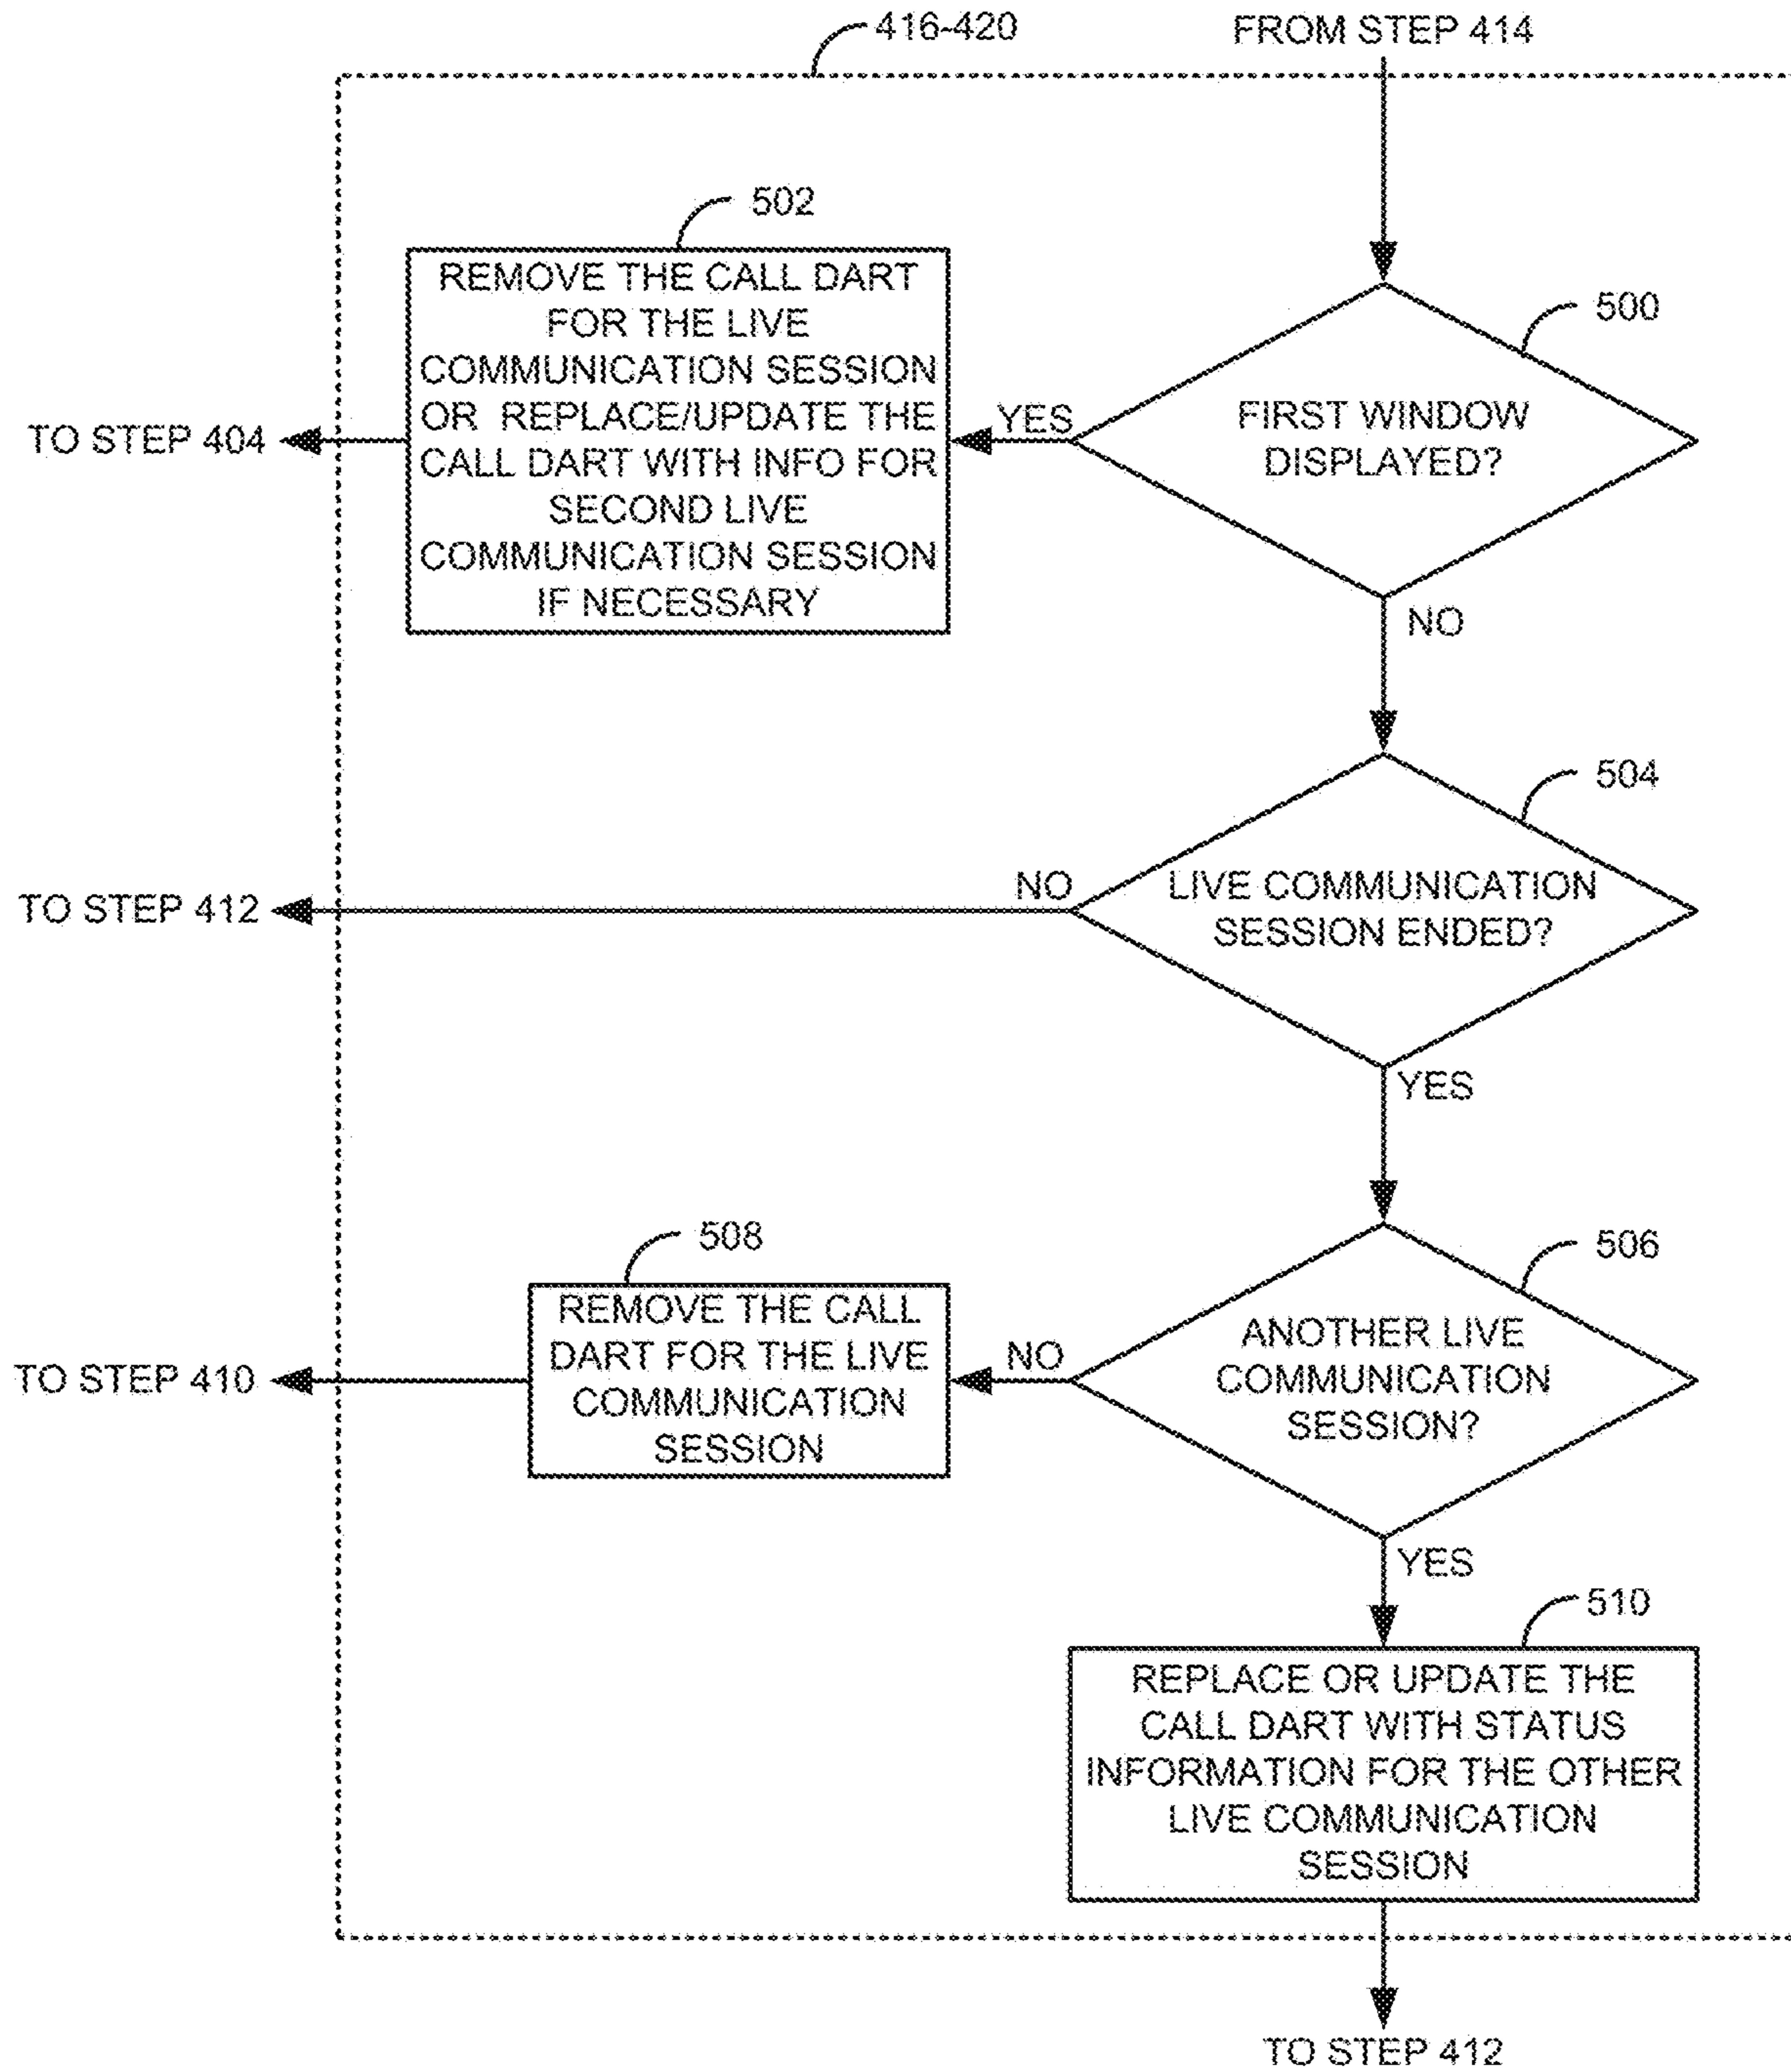 416-420
FROM STEP 414
502
REMOVE THE CALL DART
FOR THE LIVE
COMMUNICATION SESSION
OR REPLACE/UPDATE THE
CALL DART WITH INFO FOR
SECOND LIVE
COMMUNICATION SESSION
IF NECESSARY
500
FIRST WINDOW
DISPLAYED?
YES
TO STEP 404
NO
504
LIVE COMMUNICATION
SESSION ENDED?
NO
TO STEP 412
YES
506
ANOTHER LIVE
COMMUNICATION
SESSION?
NO
508
REMOVE THE CALL
DART FOR THE LIVE
COMMUNICATION
SESSION
TO STEP 410
YES
510
REPLACE OR UPDATE THE
CALL DART WITH STATUS
INFORMATION FOR THE OTHER
LIVE COMMUNICATION
SESSION
TO STEP 412